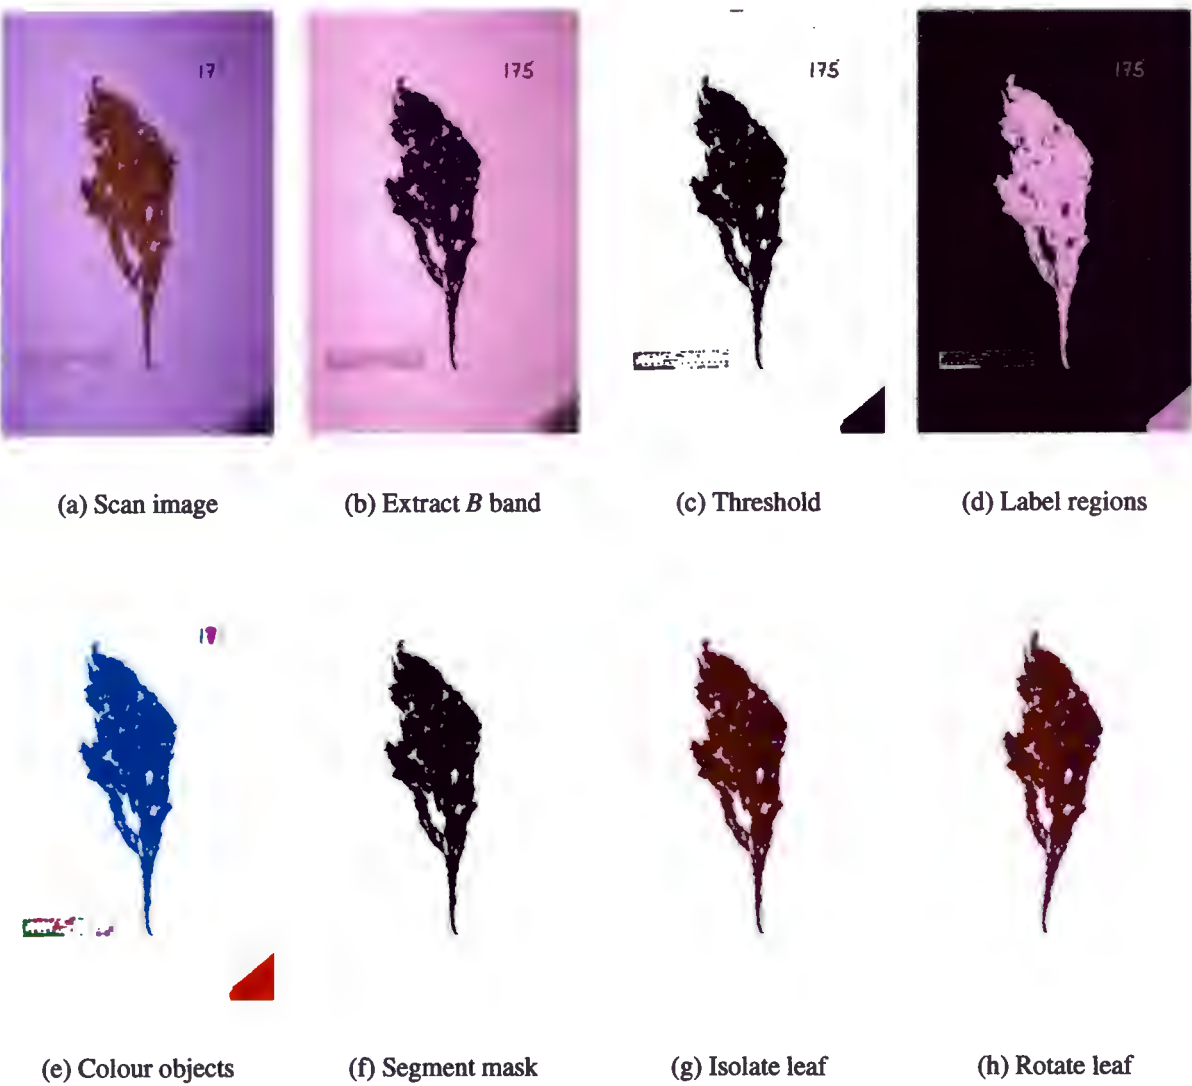 17
175
175
175
(a) Scan image
(b) Extract B band
(c) Threshold
(d) Label regions
17
(e) Colour objects
(f) Segment mask
(g) Isolate leaf
(h) Rotate leaf